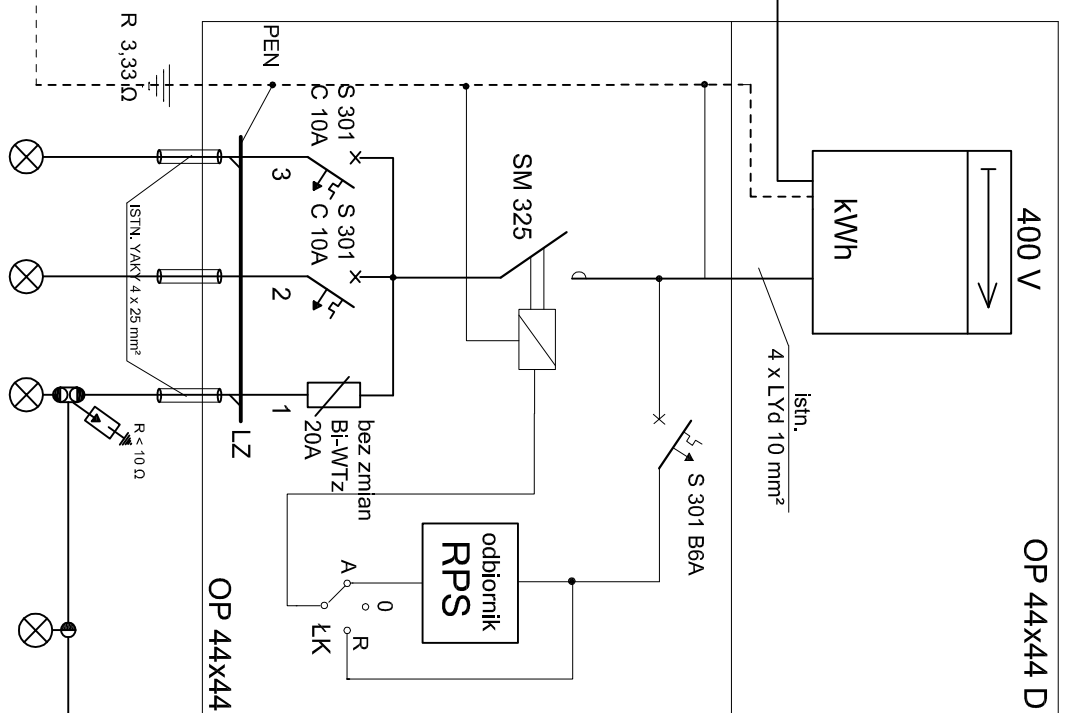 400 V
kWh
istn.
4 x LYd 10 mm²
OP 44x44 D
SM 325
S 301 B6A
odbiornik
RPS
A
0
R
ŁK
PEN
S 301
C 10A
3
S 301
C 10A
2
bez zmian
Bi-WTz
20A
1
LZ
OP 44x44
R 3,33 Ω
ISTN. YAKY 4 x 25 mm²
R < 10 Ω